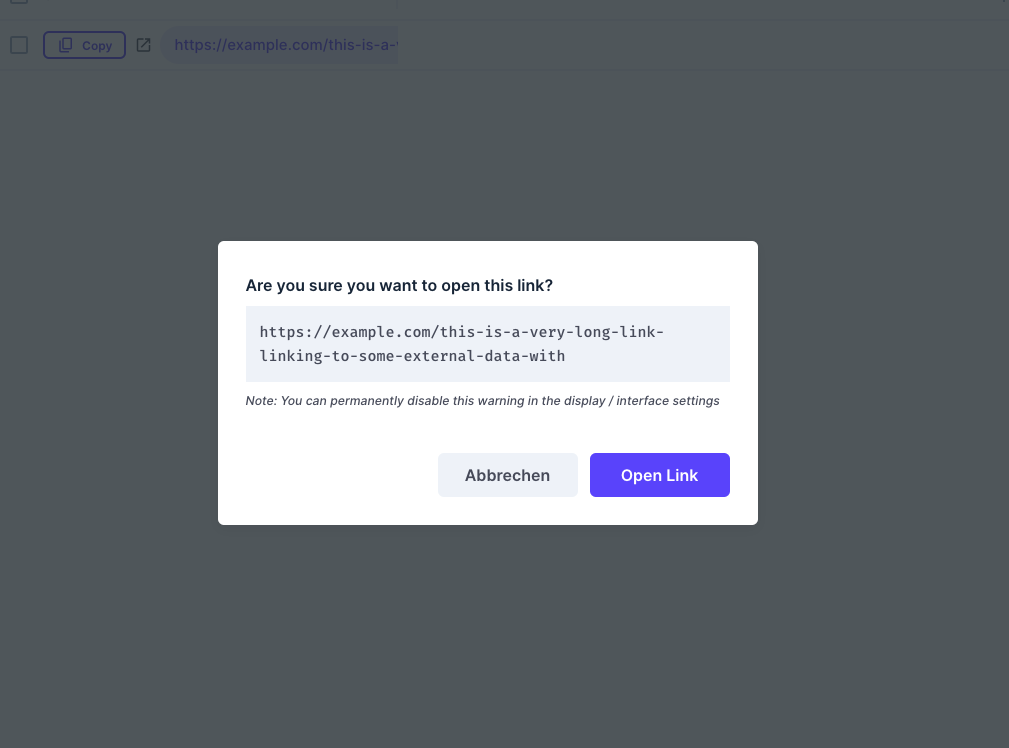 Copy
https://example.com/this-is-a-
Are you sure you want to open this link?
https://example.com/this-is-a-very-long-link-
linking-to-some-external-data-with
Note: You can permanently disable this warning in the display / interface settings
Abbrechen
Open Link